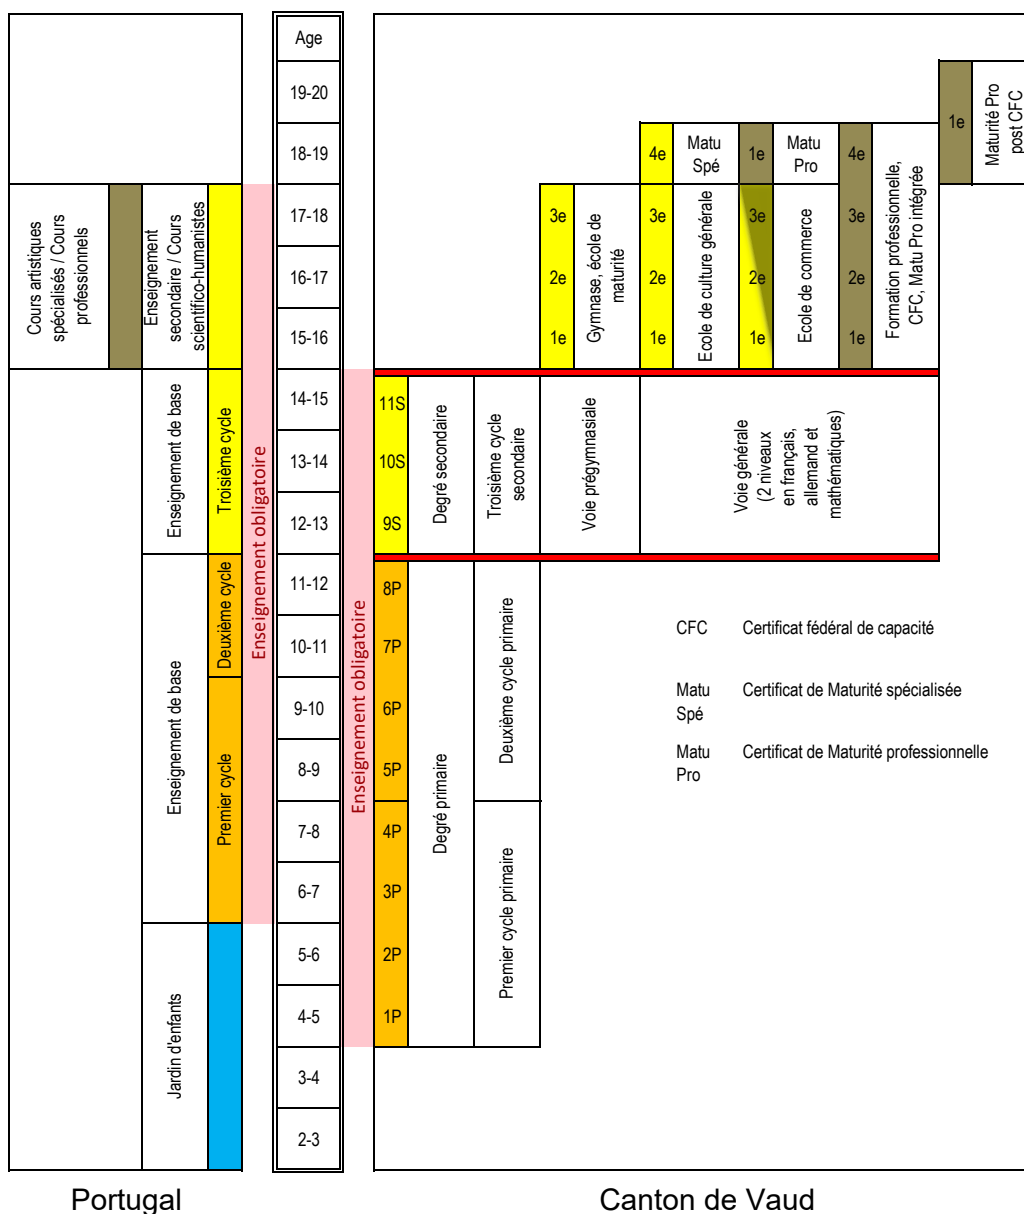 Age
19-20
18-19
17-18
16-17
15-16
14-15
13-14
12-13
11-12
10-11
9-10
8-9
7-8
6-7
5-6
4-5
3-4
2-3
Cours artistiques
spécialisés / Cours
professionnels
Enseignement
secondaire / Cours
scientifico-humanistes
Enseignement de base
Troisième cycle
Enseignement de base
Deuxième cycle
Premier cycle
Jardin d'enfants
Enseignement obligatoire
Enseignement obligatoire
1e
Maturité Pro
post CFC
4e
Matu
Spé
1e
Matu
Pro
4e
3e
2e
1e
Gymnase, école de
maturité
3e
2e
1e
Ecole de culture générale
3e
2e
1e
Ecole de commerce
3e
2e
1e
Formation professionnelle,
CFC, Matu Pro intégrée
11S
10S
9S
Degré secondaire
Troisième cycle
secondaire
Voie prégymnasiale
Voie générale
(2 niveaux
en français,
allemand et
mathématiques)
8P
7P
6P
5P
4P
3P
2P
1P
Degré primaire
Deuxième cycle primaire
Premier cycle primaire
CFC Certificat fédéral de capacité
Matu Certificat de Maturité spécialisée
Spé
Matu Certificat de Maturité professionnelle
Pro
Portugal
Canton de Vaud